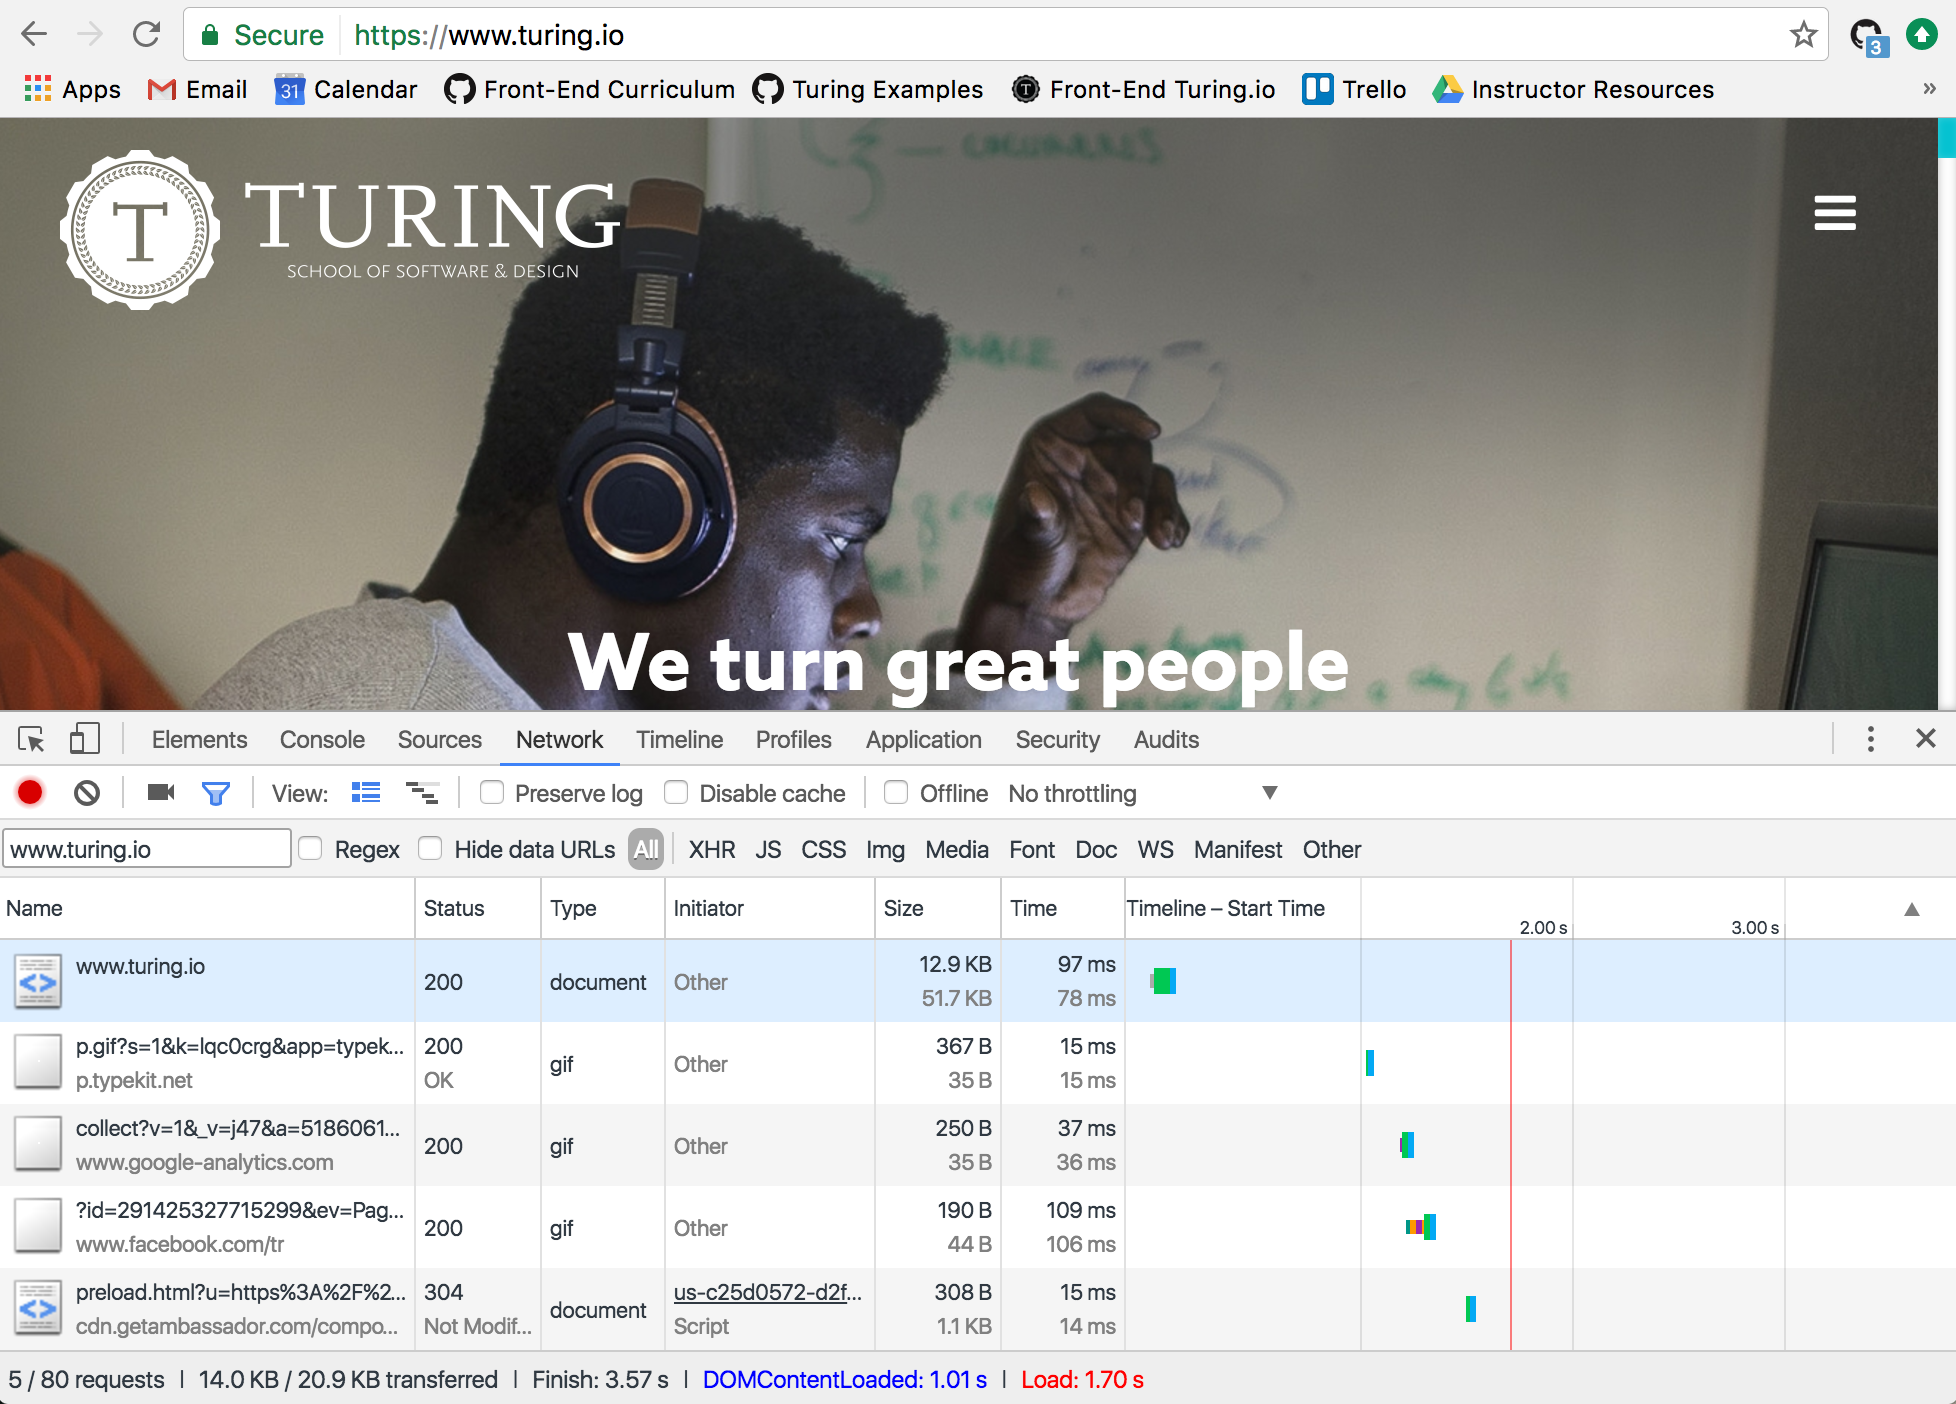 Secure https://www.turing.io
3
Apps Email 31 Calendar Front-End Curriculum Turing Examples T Front-End Turing.io Trello Instructor Resources »
T TURING
SCHOOL OF SOFTWARE & DESIGN
We turn great people
Elements Console Sources Network Timeline Profiles Application Security Audits
View: Preserve log Disable cache Offline No throttling
www.turing.io Regex Hide data URLs All XHR JS CSS Img Media Font Doc WS Manifest Other
Name Status Type Initiator Size Time Timeline – Start Time 2.00 s 3.00 s
www.turing.io 200 document Other 12.9 KB 97 ms
51.7 KB 78 ms
p.gif?s=1&k=lqc0crg&app=typek... 200 gif Other 367 B 15 ms
p.typekit.net OK 35 B 15 ms
collect?v=1&_v=j47&a=5186061... 200 gif Other 250 B 37 ms
www.google-analytics.com 35 B 36 ms
?id=291425327715299&ev=Pag... 200 gif Other 190 B 109 ms
www.facebook.com/tr 44 B 106 ms
preload.html?u=https%3A%2F%2... 304 document us-c25d0572-d2f... 308 B 15 ms
cdn.getambassador.com/compo... Not Modif... Script 1.1 KB 14 ms
5 / 80 requests | 14.0 KB / 20.9 KB transferred | Finish: 3.57 s | DOMContentLoaded: 1.01 s | Load: 1.70 s